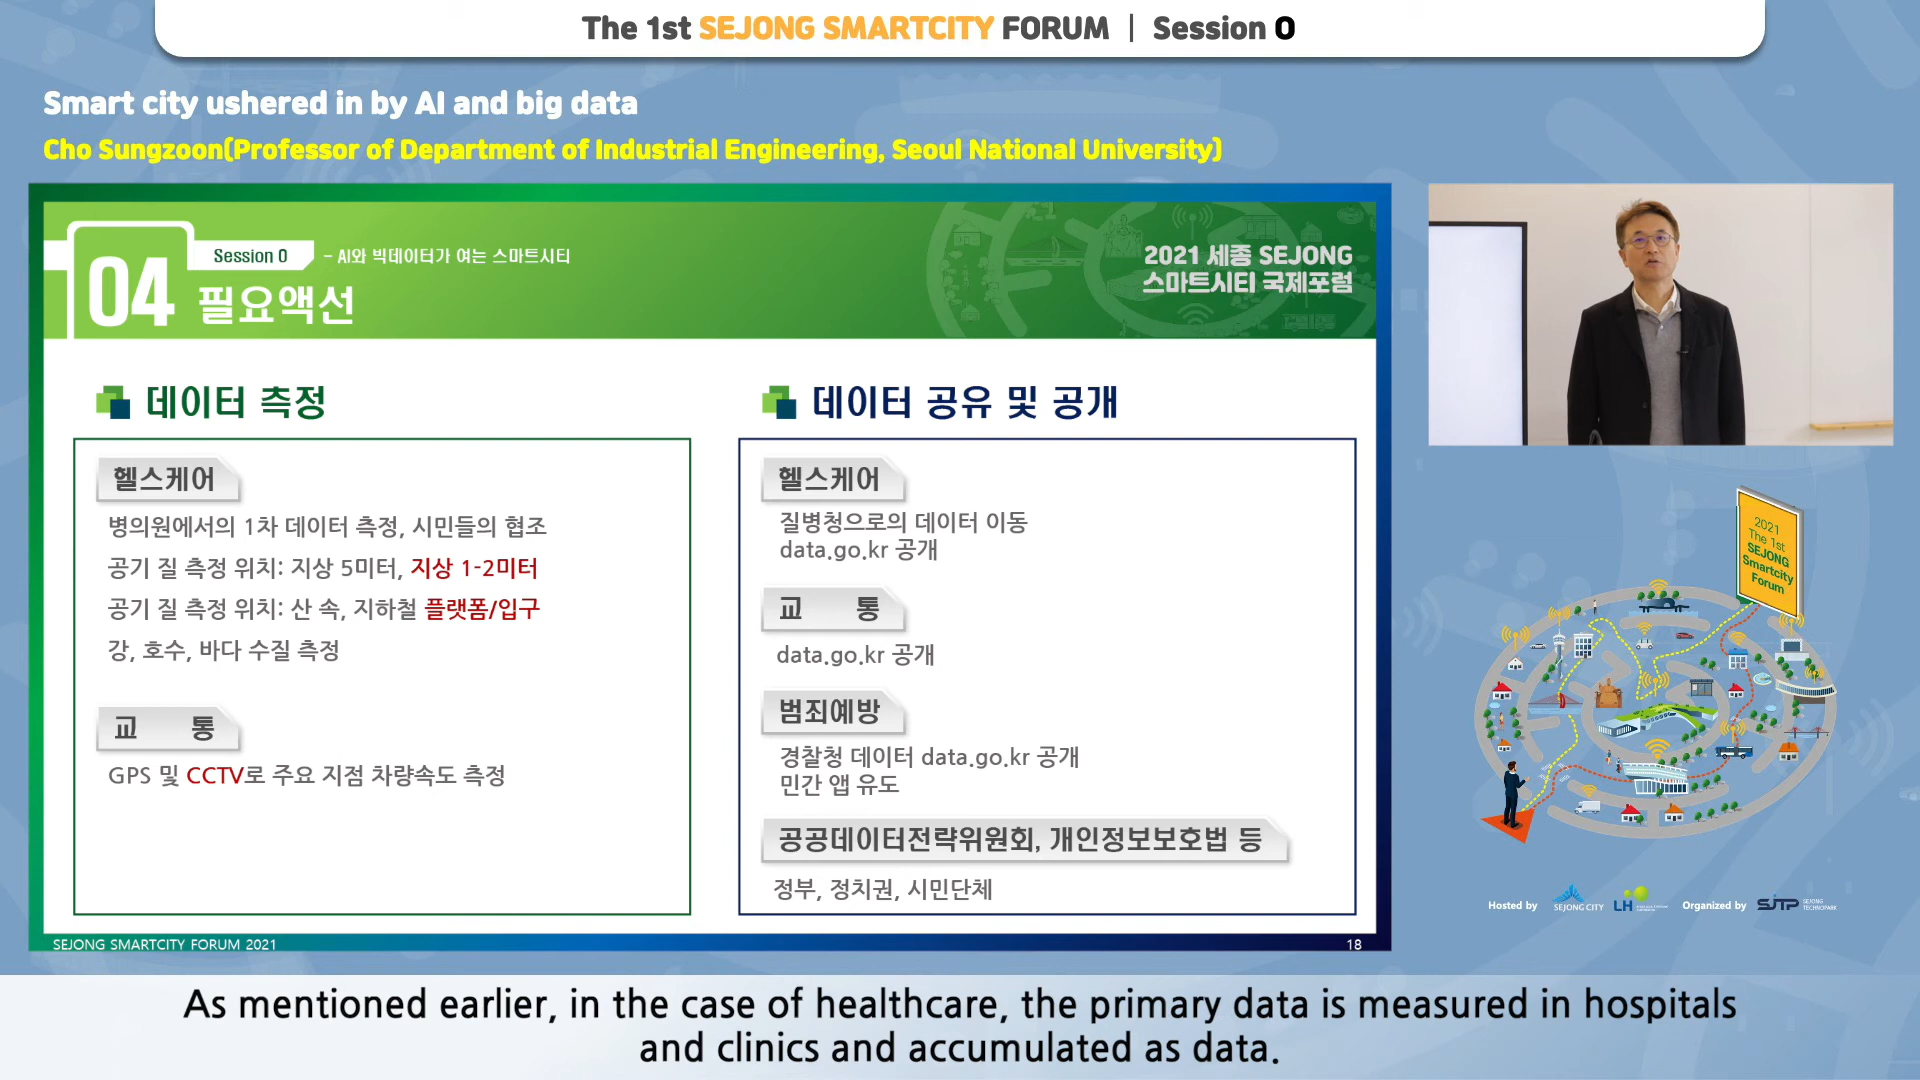 The 1st SEJONG SMARTCITY FORUM | Session 0
Smart city ushered in by AI and big data
Cho Sungzoon(Professor of Department of Industrial Engineering, Seoul National University)
04
Session 0
- AI와 빅데이터가 여는 스마트시티
필요액션
2021 세종 SEJONG
스마트시티 국제포럼
데이터 측정
헬스케어
병의원에서의 1차 데이터 측정, 시민들의 협조
공기 질 측정 위치: 지상 5미터, 지상 1-2미터
공기 질 측정 위치: 산 속, 지하철 플랫폼/입구
강, 호수, 바다 수질 측정
교 통
GPS 및 CCTV로 주요 지점 차량속도 측정
데이터 공유 및 공개
헬스케어
질병청으로의 데이터 이동
data.go.kr 공개
교 통
data.go.kr 공개
범죄예방
경찰청 데이터 data.go.kr 공개
민간 앱 유도
공공데이터전략위원회, 개인정보보호법 등
정부, 정치권, 시민단체
SEJONG SMARTCITY FORUM 2021
18
2021
The 1st
SEJONG
Smartcity
Forum
Hosted by
SEJONG CITY
LH
Organized by
SJTP
SEJONG
TECHNOPARK
As mentioned earlier, in the case of healthcare, the primary data is measured in hospitals
and clinics and accumulated as data.